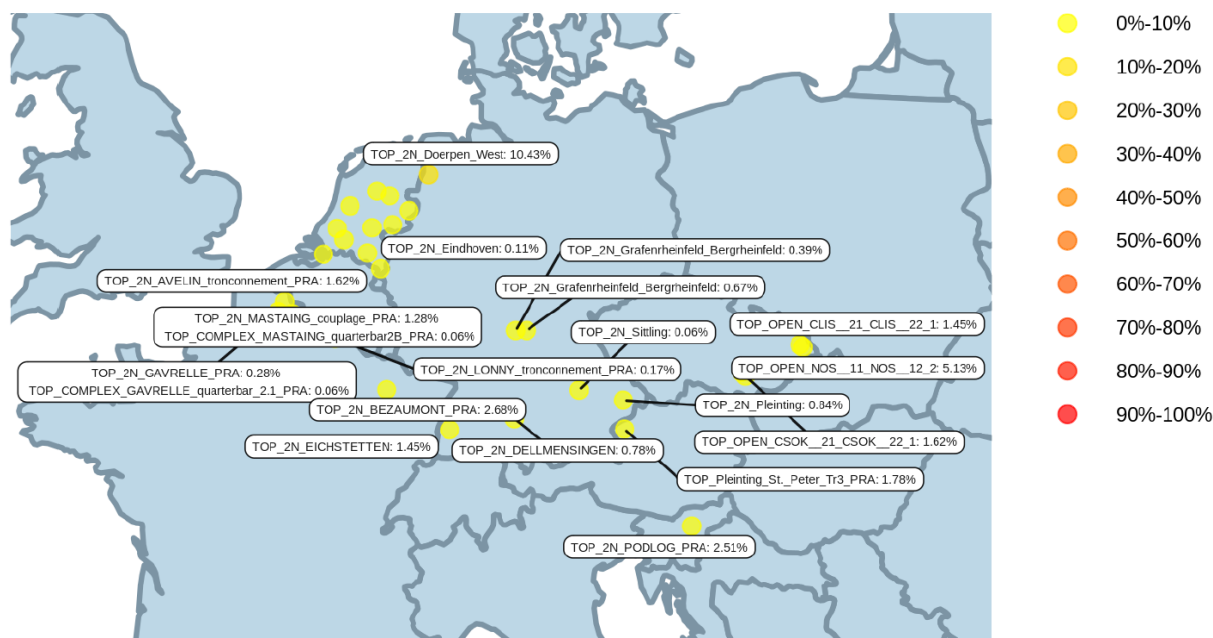 TOP_2N_Doerpen_West: 10.43%
TOP_2N_Eindhoven: 0.11%
TOP_2N_Grafenrheinfeld_Bergrheinfeld: 0.39%
TOP_2N_AVELIN_tronconnement_PRA: 1.62%
TOP_2N_Grafenrheinfeld_Bergrheinfeld: 0.67%
TOP_2N_MASTAING_couplage_PRA: 1.28%
TOP_COMPLEX_MASTAING_quarterbar2B_PRA: 0.06%
TOP_2N_Sittling: 0.06%
TOP_OPEN_CLIS__21_CLIS__22_1: 1.45%
TOP_2N_GAVRELLE_PRA: 0.28%
TOP_COMPLEX_GAVRELLE_quarterbar_2.1_PRA: 0.06%
TOP_2N_LONNY_tronconnement_PRA: 0.17%
TOP_OPEN_NOS__11_NOS__12_2: 5.13%
TOP_2N_BEZAUMONT_PRA: 2.68%
TOP_2N_Pleinting: 0.84%
TOP_2N_EICHSTETTEN: 1.45%
TOP_2N_DELLMENSINGEN: 0.78%
TOP_OPEN_CSOK__21_CSOK__22_1: 1.62%
TOP_Pleinting_St._Peter_Tr3_PRA: 1.78%
TOP_2N_PODLOG_PRA: 2.51%
0%-10%
10%-20%
20%-30%
30%-40%
40%-50%
50%-60%
60%-70%
70%-80%
80%-90%
90%-100%